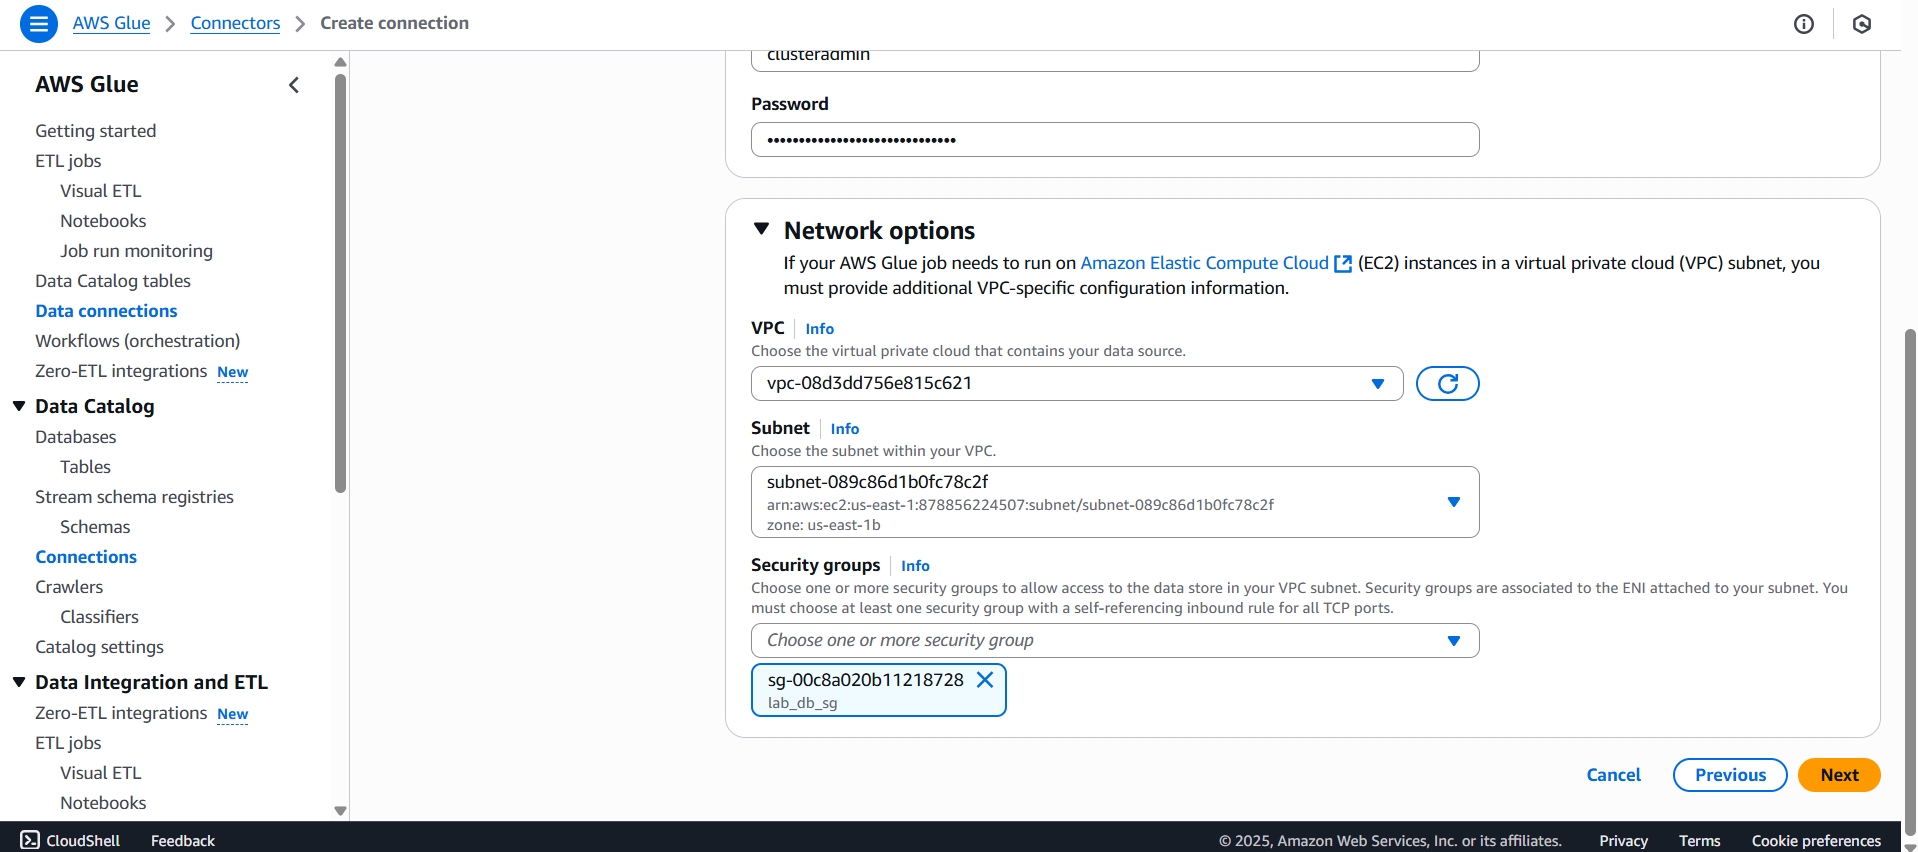 AWS Glue > Connectors > Create connection
AWS Glue
Getting started
ETL jobs
Visual ETL
Notebooks
Job run monitoring
Data Catalog tables
Data connections
Workflows (orchestration)
Zero-ETL integrations New
Data Catalog
Databases
Tables
Stream schema registries
Schemas
Connections
Crawlers
Classifiers
Catalog settings
Data Integration and ETL
Zero-ETL integrations New
ETL jobs
Visual ETL
Notebooks
clusteradmin
Password
••••••••••••••••••••••••••••••
Network options
If your AWS Glue job needs to run on Amazon Elastic Compute Cloud (EC2) instances in a virtual private cloud (VPC) subnet, you
must provide additional VPC-specific configuration information.
VPC Info
Choose the virtual private cloud that contains your data source.
vpc-08d3dd756e815c621
Subnet Info
Choose the subnet within your VPC.
subnet-089c86d1b0fc78c2f
arn:aws:ec2:us-east-1:878856224507:subnet/subnet-089c86d1b0fc78c2f
zone: us-east-1b
Security groups Info
Choose one or more security groups to allow access to the data store in your VPC subnet. Security groups are associated to the ENI attached to your subnet. You
must choose at least one security group with a self-referencing inbound rule for all TCP ports.
Choose one or more security group
sg-00c8a020b11218728
lab_db_sg
Cancel Previous Next
CloudShell Feedback © 2025, Amazon Web Services, Inc. or its affiliates. Privacy Terms Cookie preferences